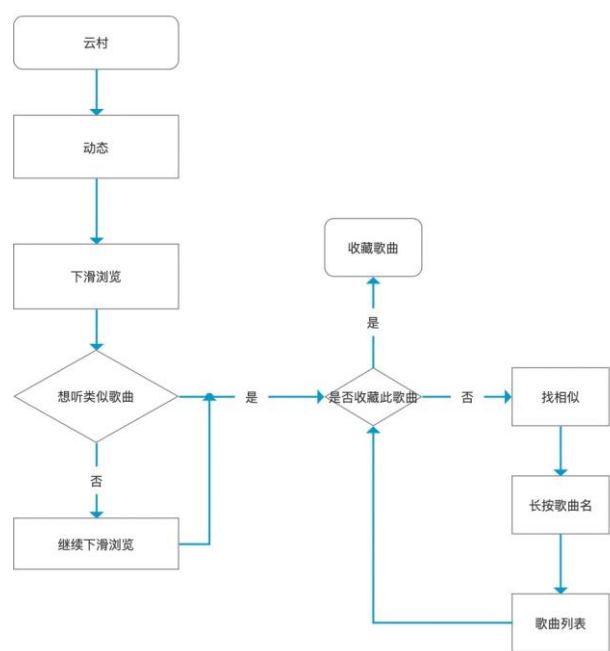 云村
动态
下滑浏览
收藏歌曲
是
想听类似歌曲
是
是否收藏此歌曲
否
找相似
否
长按歌曲名
继续下滑浏览
歌曲列表